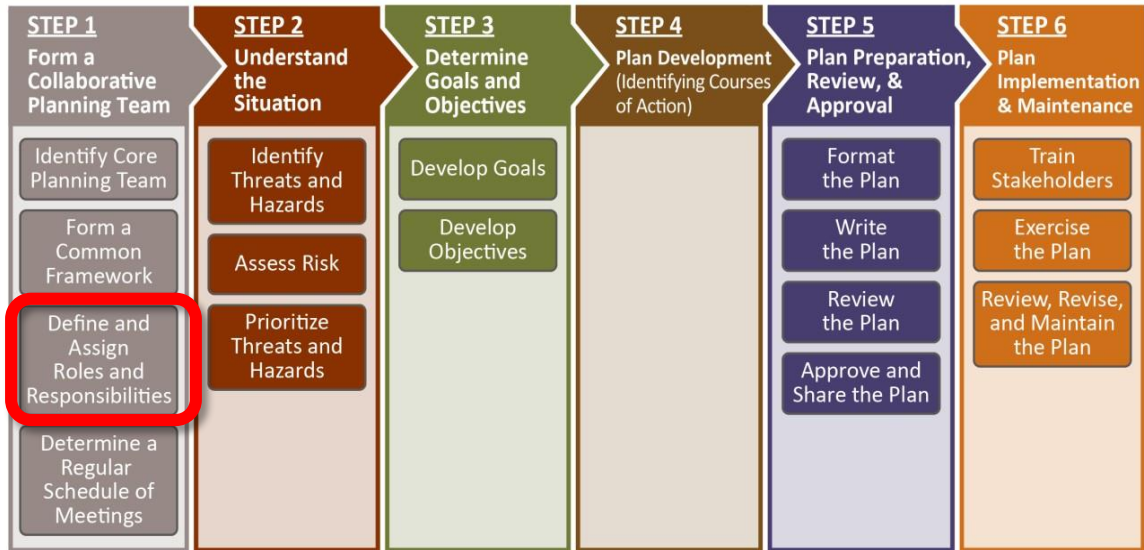 STEP 1
Form a
Collaborative
Planning Team
Identify Core
Planning Team
Form a
Common
Framework
Define and
Assign
Roles and
Responsibilities
Determine a
Regular
Schedule of
Meetings
STEP 2
Understand
the
Situation
Identify
Threats and
Hazards
Assess Risk
Prioritize
Threats and
Hazards
STEP 3
Determine
Goals and
Objectives
Develop Goals
Develop
Objectives
STEP 4
Plan Development
(Identifying Courses
of Action)
STEP 5
Plan Preparation,
Review, &
Approval
Format
the Plan
Write
the Plan
Review
the Plan
Approve and
Share the Plan
STEP 6
Plan
Implementation
& Maintenance
Train
Stakeholders
Exercise
the Plan
Review, Revise,
and Maintain
the Plan